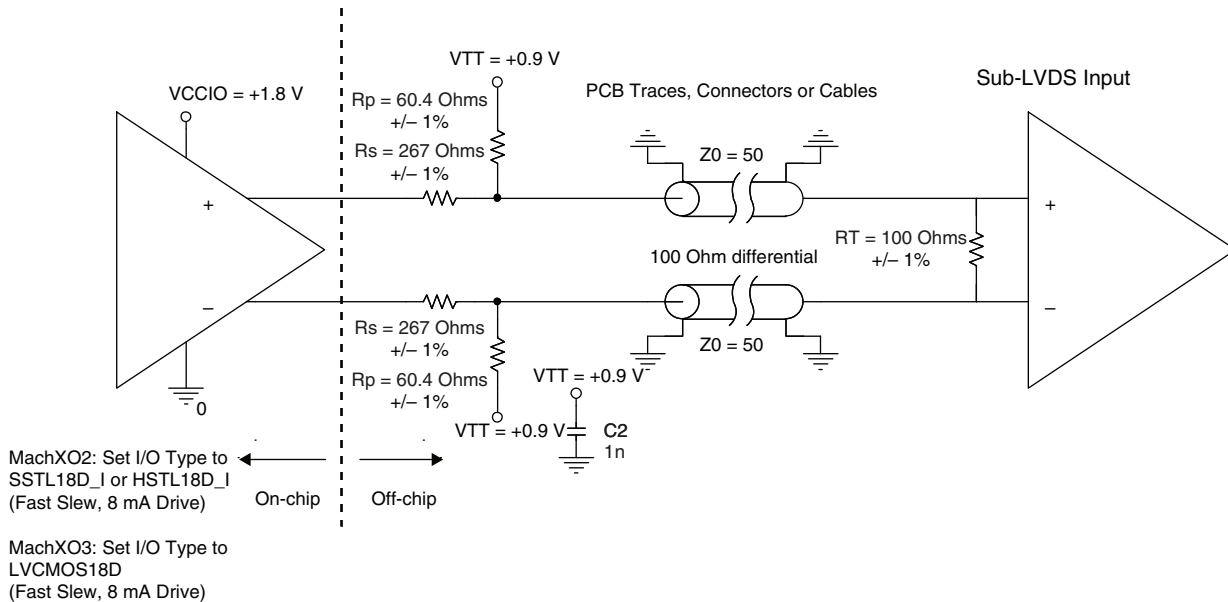 VTT = +0.9 V
Sub-LVDS Input
VCCIO = +1.8 V
Rp = 60.4 Ohms
+/– 1%
PCB Traces, Connectors or Cables
Rs = 267 Ohms
+/– 1%
Z0 = 50
+
+
RT = 100 Ohms
+/– 1%
100 Ohm differential
–
–
Rs = 267 Ohms
+/– 1%
Z0 = 50
Rp = 60.4 Ohms
+/– 1%
VTT = +0.9 V
0
VTT = +0.9 V
C2
1n
MachXO2: Set I/O Type to
SSTL18D_I or HSTL18D_I
(Fast Slew, 8 mA Drive)
On-chip
Off-chip
MachXO3: Set I/O Type to
LVCMOS18D
(Fast Slew, 8 mA Drive)